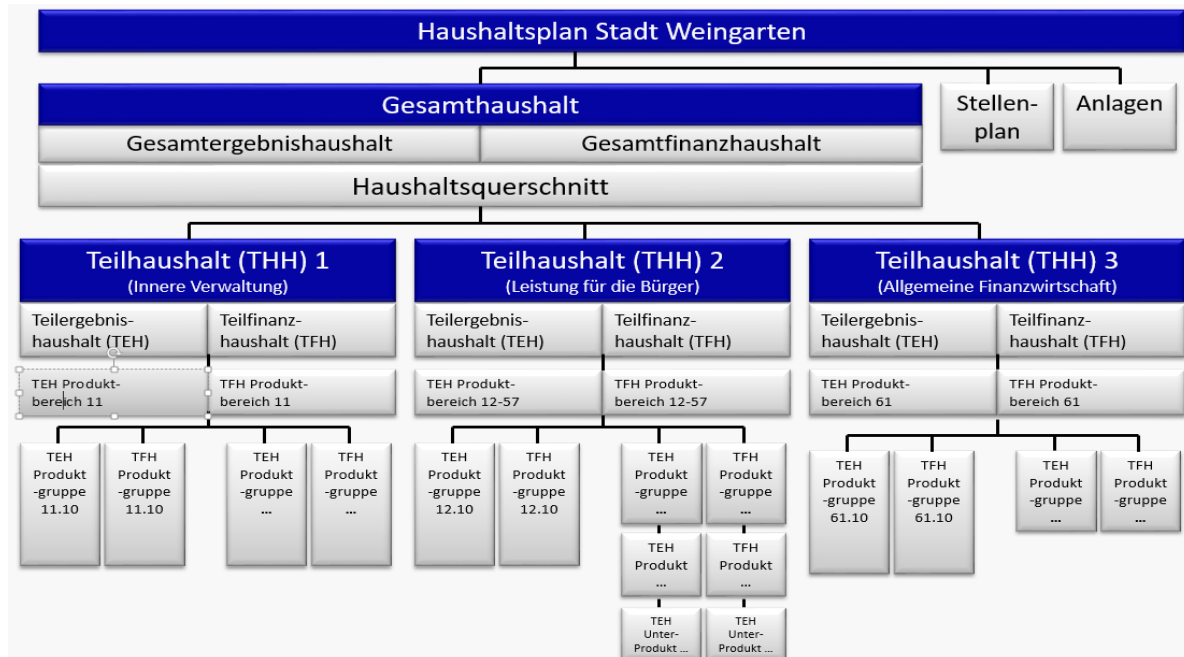 Haushaltsplan Stadt Weingarten
Gesamthaushalt
Stellen-
plan
Anlagen
Gesamtergebnishaushalt
Gesamtfinanzhaushalt
Haushaltsquerschnitt
Teilhaushalt (THH) 1
(Innere Verwaltung)
Teilhaushalt (THH) 2
(Leistung für die Bürger)
Teilhaushalt (THH) 3
(Allgemeine Finanzwirtschaft)
Teilergebnis-
haushalt (TEH)
Teilfinanz-
haushalt (TFH)
Teilergebnis-
haushalt (TEH)
Teilfinanz-
haushalt (TFH)
Teilergebnis-
haushalt (TEH)
Teilfinanz-
haushalt (TFH)
TEH Produkt-
bereich 11
TFH Produkt-
bereich 11
TEH Produkt-
bereich 12-57
TFH Produkt-
bereich 12-57
TEH Produkt-
bereich 61
TFH Produkt-
bereich 61
TEH
Produkt
-gruppe
11.10
TFH
Produkt
-gruppe
11.10
TEH
Produkt
-gruppe
...
TFH
Produkt
-gruppe
...
TEH
Produkt
-gruppe
12.10
TFH
Produkt
-gruppe
12.10
TEH
Produkt
-gruppe
...
TFH
Produkt
-gruppe
...
TEH
Produkt
-gruppe
61.10
TFH
Produkt
-gruppe
61.10
TEH
Produkt
-gruppe
...
TFH
Produkt
-gruppe
...
TEH
Produkt
...
TFH
Produkt
...
TEH
Unter-
Produkt ...
TEH
Unter-
Produkt ...